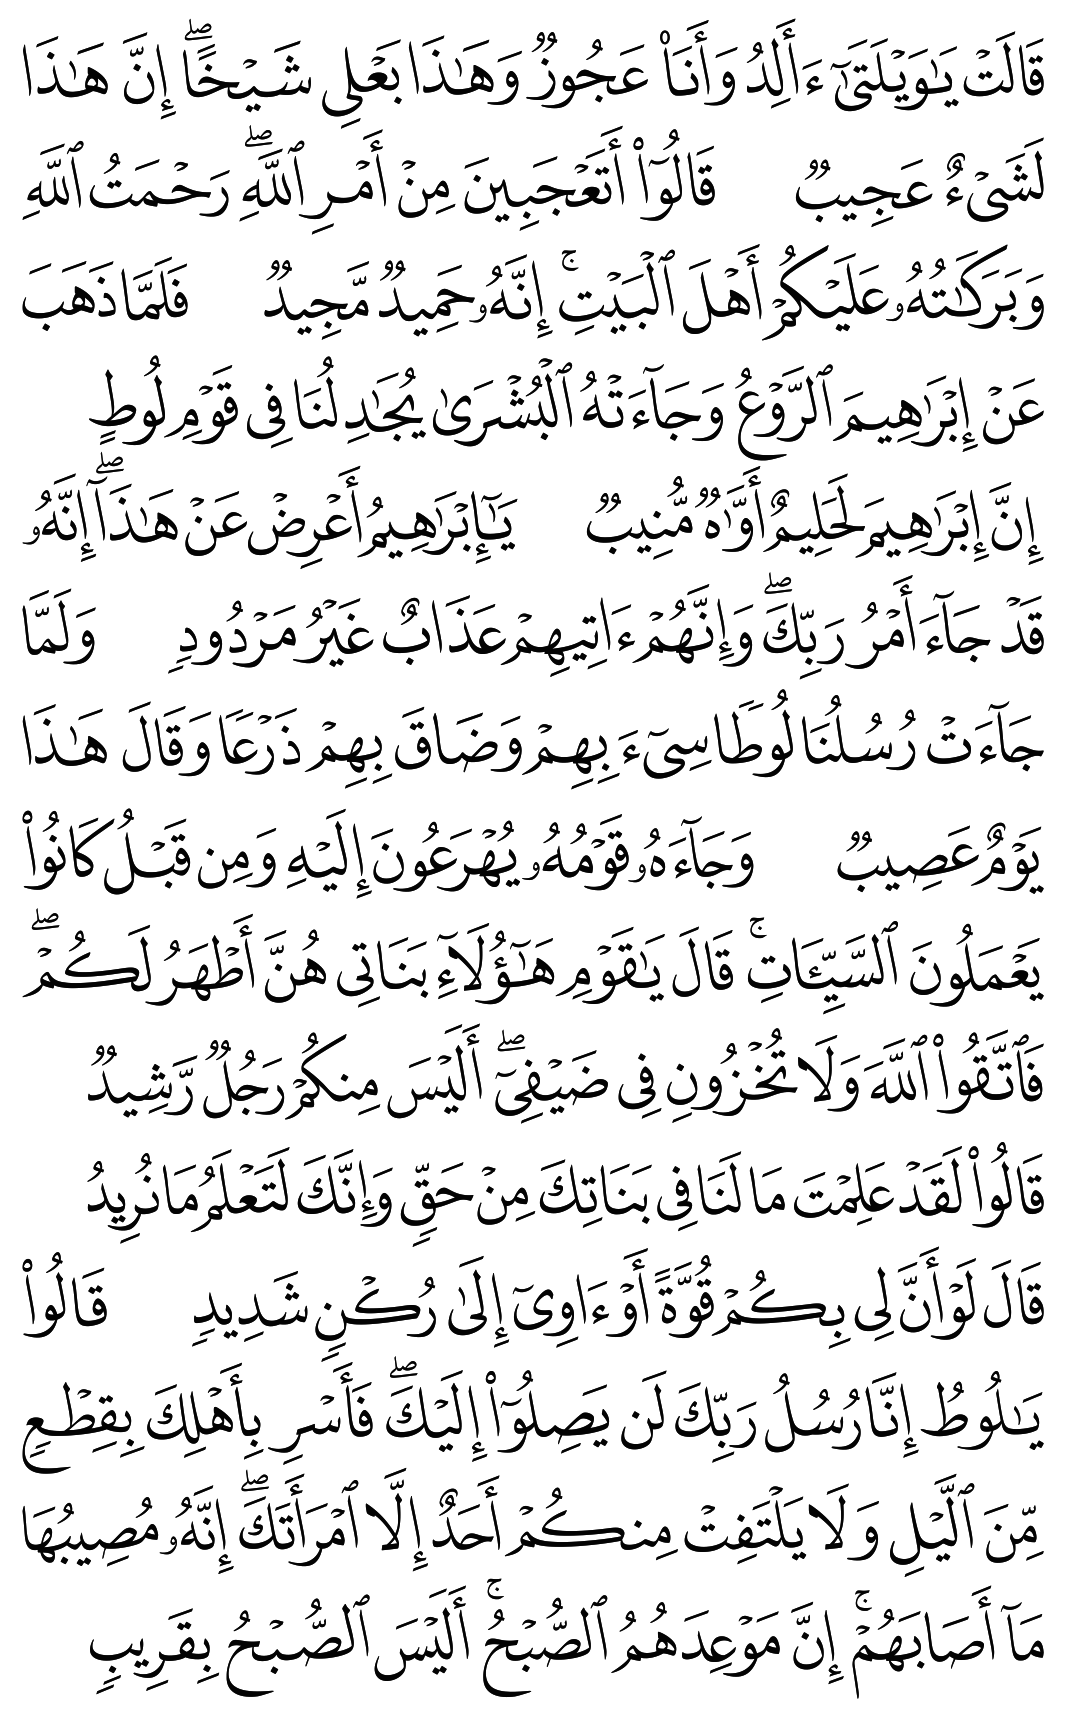 قَالَتۡ يَٰوَيۡلَتَىٰٓ ءَأَلِدُ وَأَنَا۠ عَجُوزٞ وَهَٰذَا بَعۡلِي شَيۡخًاۖ إِنَّ هَٰذَا
لَشَيۡءٌ عَجِيبٞ قَالُوٓاْ أَتَعۡجَبِينَ مِنۡ أَمۡرِ ٱللَّهِۖ رَحۡمَتُ ٱللَّهِ
وَبَرَكَٰتُهُۥ عَلَيۡكُمۡ أَهۡلَ ٱلۡبَيۡتِۚ إِنَّهُۥ حَمِيدٞ مَّجِيدٞ فَلَمَّا ذَهَبَ
عَنۡ إِبۡرَٰهِيمَ ٱلرَّوۡعُ وَجَآءَتۡهُ ٱلۡبُشۡرَىٰ يُجَٰدِلُنَا فِي قَوۡمِ لُوطٍ
إِنَّ إِبۡرَٰهِيمَ لَحَلِيمٌ أَوَّٰهٞ مُّنِيبٞ يَٰٓإِبۡرَٰهِيمُ أَعۡرِضۡ عَنۡ هَٰذَآۖ إِنَّهُۥ
قَدۡ جَآءَ أَمۡرُ رَبِّكَۖ وَإِنَّهُمۡ ءَاتِيهِمۡ عَذَابٌ غَيۡرُ مَرۡدُودٖ وَلَمَّا
جَآءَتۡ رُسُلُنَا لُوطٗا سِيٓءَ بِهِمۡ وَضَاقَ بِهِمۡ ذَرۡعٗا وَقَالَ هَٰذَا
يَوۡمٌ عَصِيبٞ وَجَآءَهُۥ قَوۡمُهُۥ يُهۡرَعُونَ إِلَيۡهِ وَمِن قَبۡلُ كَانُواْ
يَعۡمَلُونَ ٱلسَّيِّـَٔاتِۚ قَالَ يَٰقَوۡمِ هَٰٓؤُلَآءِ بَنَاتِي هُنَّ أَطۡهَرُ لَكُمۡۖ
فَٱتَّقُواْ ٱللَّهَ وَلَا تُخۡزُونِ فِي ضَيۡفِيٓۖ أَلَيۡسَ مِنكُمۡ رَجُلٞ رَّشِيدٞ
قَالُواْ لَقَدۡ عَلِمۡتَ مَا لَنَا فِي بَنَاتِكَ مِنۡ حَقّٖ وَإِنَّكَ لَتَعۡلَمُ مَا نُرِيدُ
قَالَ لَوۡ أَنَّ لِي بِكُمۡ قُوَّةً أَوۡ ءَاوِيٓ إِلَىٰ رُكۡنٖ شَدِيدٖ قَالُواْ
يَٰلُوطُ إِنَّا رُسُلُ رَبِّكَ لَن يَصِلُوٓاْ إِلَيۡكَۖ فَأَسۡرِ بِأَهۡلِكَ بِقِطۡعٖ
مِّنَ ٱلَّيۡلِ وَلَا يَلۡتَفِتۡ مِنكُمۡ أَحَدٌ إِلَّا ٱمۡرَأَتَكَۖ إِنَّهُۥ مُصِيبُهَا
مَآ أَصَابَهُمۡۚ إِنَّ مَوۡعِدَهُمُ ٱلصُّبۡحُۚ أَلَيۡسَ ٱلصُّبۡحُ بِقَرِيبٖ